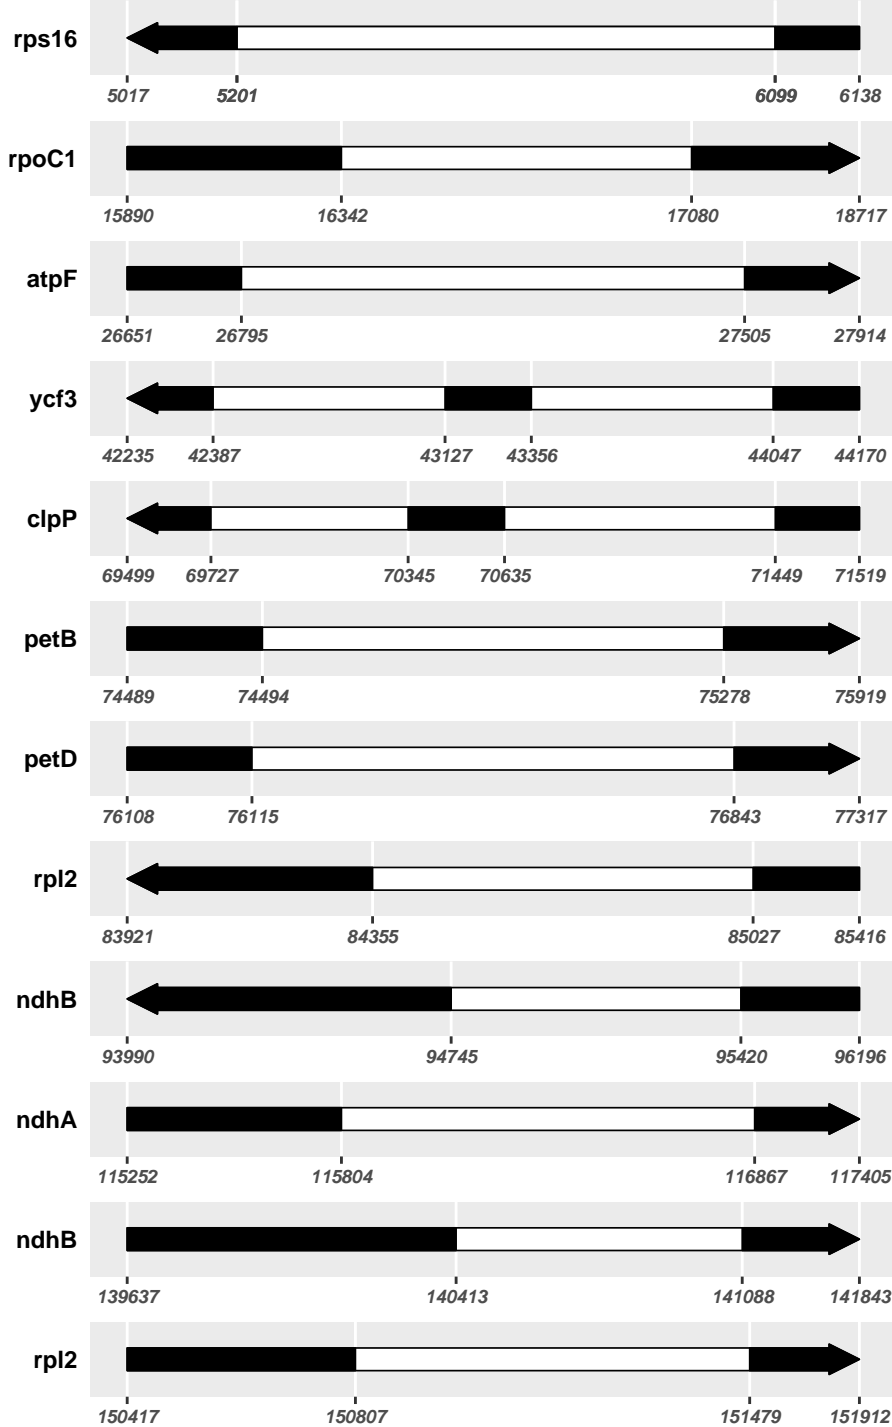 rps16
5017 5201 6099 6138
rpoC1
15890 16342 17080 18717
atpF
26651 26795 27505 27914
ycf3
42235 42387 43127 43356 44047 44170
clpP
69499 69727 70345 70635 71449 71519
petB
74489 74494 75278 75919
petD
76108 76115 76843 77317
rpl2
83921 84355 85027 85416
ndhB
93990 94745 95420 96196
ndhA
115252 115804 116867 117405
ndhB
139637 140413 141088 141843
rpl2
150417 150807 151479 151912